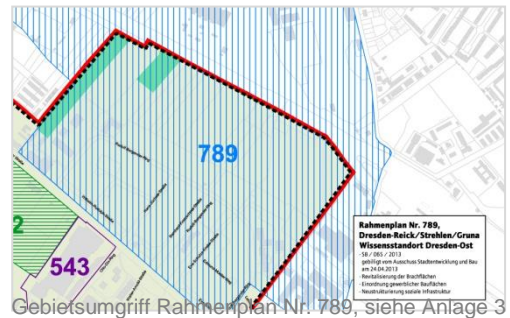 789
2
543
Rahmenplan Nr. 789,
Dresden-Reick/Strehlen/Gruna
Wissensstandort Dresden-Ost
- SB / 083 / 2013
gebilligt vom Ausschuss Stadtentwicklung und Bau
am 24.04.2013
- Revitalisierung der Brachflächen
- Einordnung gewerblicher Bauflächen
- Neustrukturierung soziale Infrastruktur
Gebietsumgriff Rahmenplan Nr. 789, siehe Anlage 3